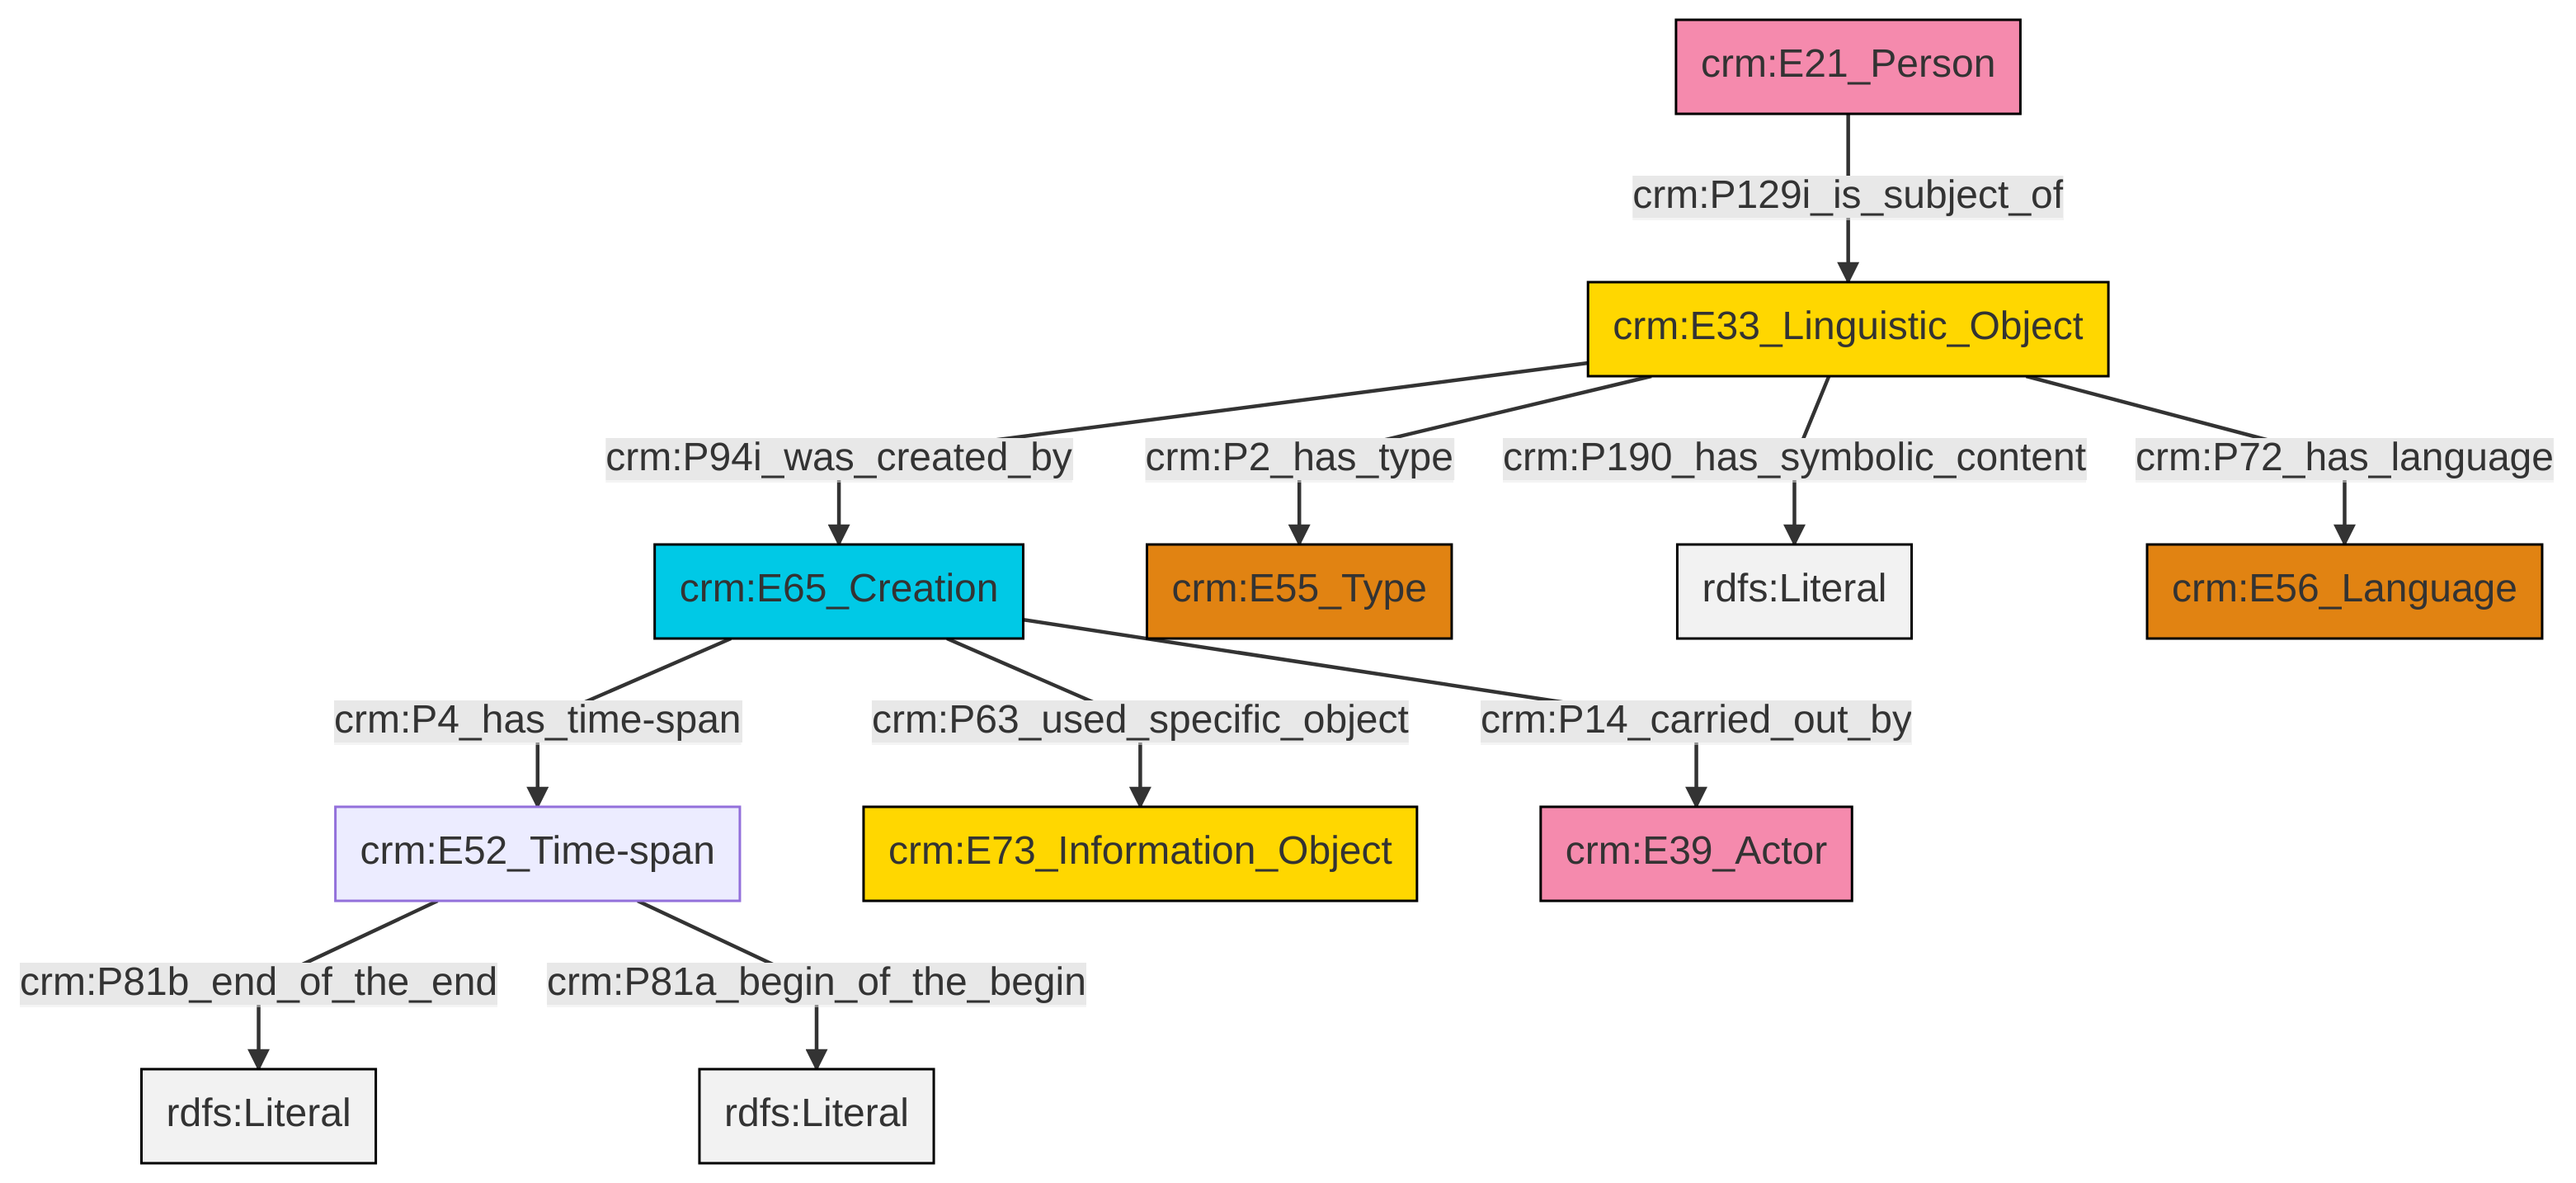 crm:E21_Person
crm:P129i_is_subject_of
crm:E33_Linguistic_Object
crm:P94i_was_created_by
crm:P2_has_type
crm:P190_has_symbolic_content
crm:P72_has_language
crm:E65_Creation
crm:E55_Type
rdfs:Literal
crm:E56_Language
crm:P4_has_time-span
crm:P63_used_specific_object
crm:P14_carried_out_by
crm:E52_Time-span
crm:E73_Information_Object
crm:E39_Actor
crm:P81b_end_of_the_end
crm:P81a_begin_of_the_begin
rdfs:Literal
rdfs:Literal